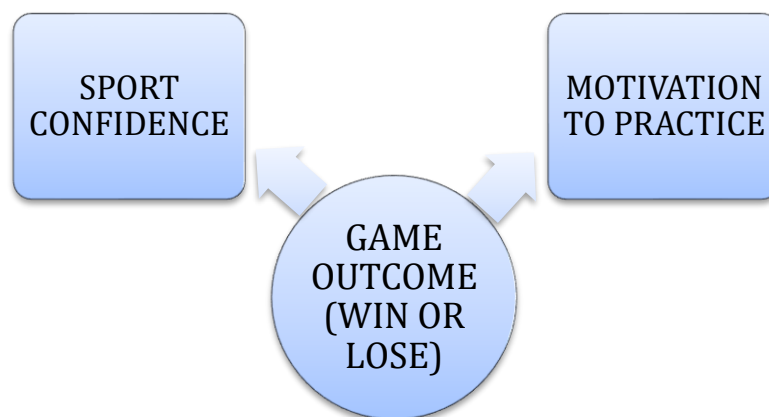 SPORT
CONFIDENCE
MOTIVATION
TO PRACTICE
GAME
OUTCOME
(WIN OR
LOSE)